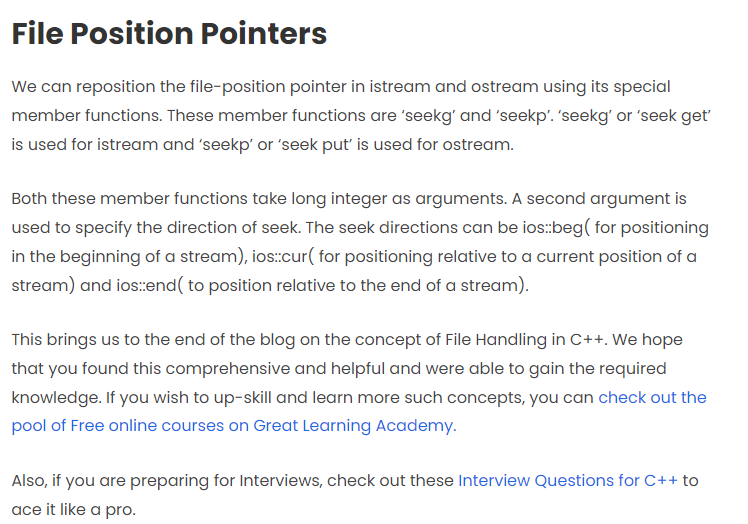 File Position Pointers
We can reposition the file-position pointer in istream and ostream using its special
member functions. These member functions are ‘seekg’ and ‘seekp’. ‘seekg’ or ‘seek get’
is used for istream and ‘seekp’ or ‘seek put’ is used for ostream.
Both these member functions take long integer as arguments. A second argument is
used to specify the direction of seek. The seek directions can be ios::beg( for positioning
in the beginning of a stream), ios::cur( for positioning relative to a current position of a
stream) and ios::end( to position relative to the end of a stream).
This brings us to the end of the blog on the concept of File Handling in C++. We hope
that you found this comprehensive and helpful and were able to gain the required
knowledge. If you wish to up-skill and learn more such concepts, you can check out the
pool of Free online courses on Great Learning Academy.
Also, if you are preparing for Interviews, check out these Interview Questions for C++ to
ace it like a pro.